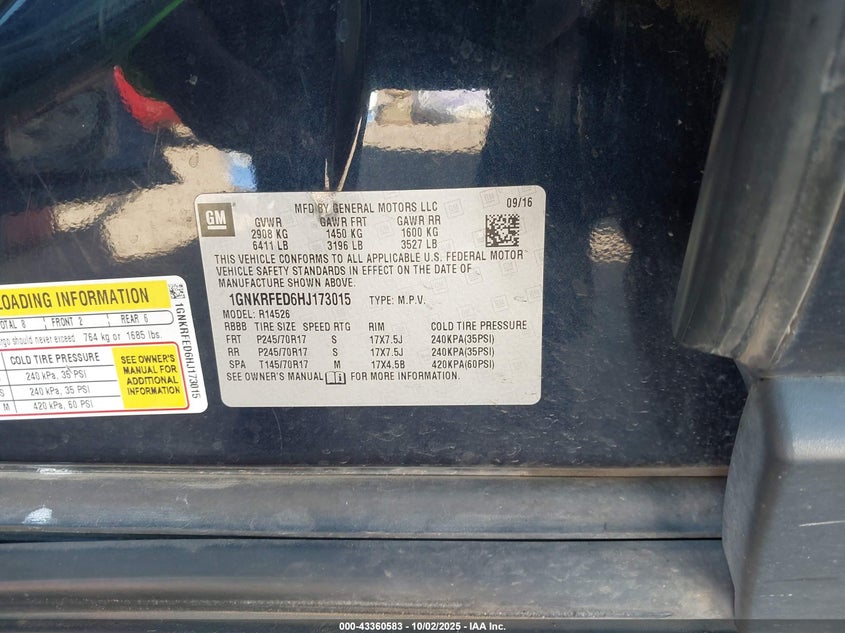 GM
MFD BY GENERAL MOTORS LLC 09/16
GVWR GAWR FRT GAWR RR
2908 KG 1450 KG 1600 KG
6411 LB 3196 LB 3527 LB
THIS VEHICLE CONFORMS TO ALL APPLICABLE U.S. FEDERAL MOTOR
VEHICLE SAFETY STANDARDS IN EFFECT ON THE DATE OF
MANUFACTURE SHOWN ABOVE.
1GNKRFED6HJ173015 TYPE: M.P.V.
MODEL: R14526
RBBB TIRE SIZE SPEED RTG RIM COLD TIRE PRESSURE
FRT P245/70R17 S 17X7.5J 240KPA(35PSI)
RR P245/70R17 S 17X7.5J 240KPA(35PSI)
SPA T145/70R17 M 17X4.5B 420KPA(60PSI)
SEE OWNER'S MANUAL FOR MORE INFORMATION.
LOADING INFORMATION
TOTAL 8 FRONT 2 REAR 6
cargo should never exceed 764 kg or 1685 lbs.
COLD TIRE PRESSURE
240 kPa, 35 PSI
S 240 kPa, 35 PSI
M 420 kPa, 60 PSI
SEE OWNER'S
MANUAL FOR
ADDITIONAL
INFORMATION
1GNKRFED6HJ173015
000-43360583 - 10/02/2025 - IAA Inc.